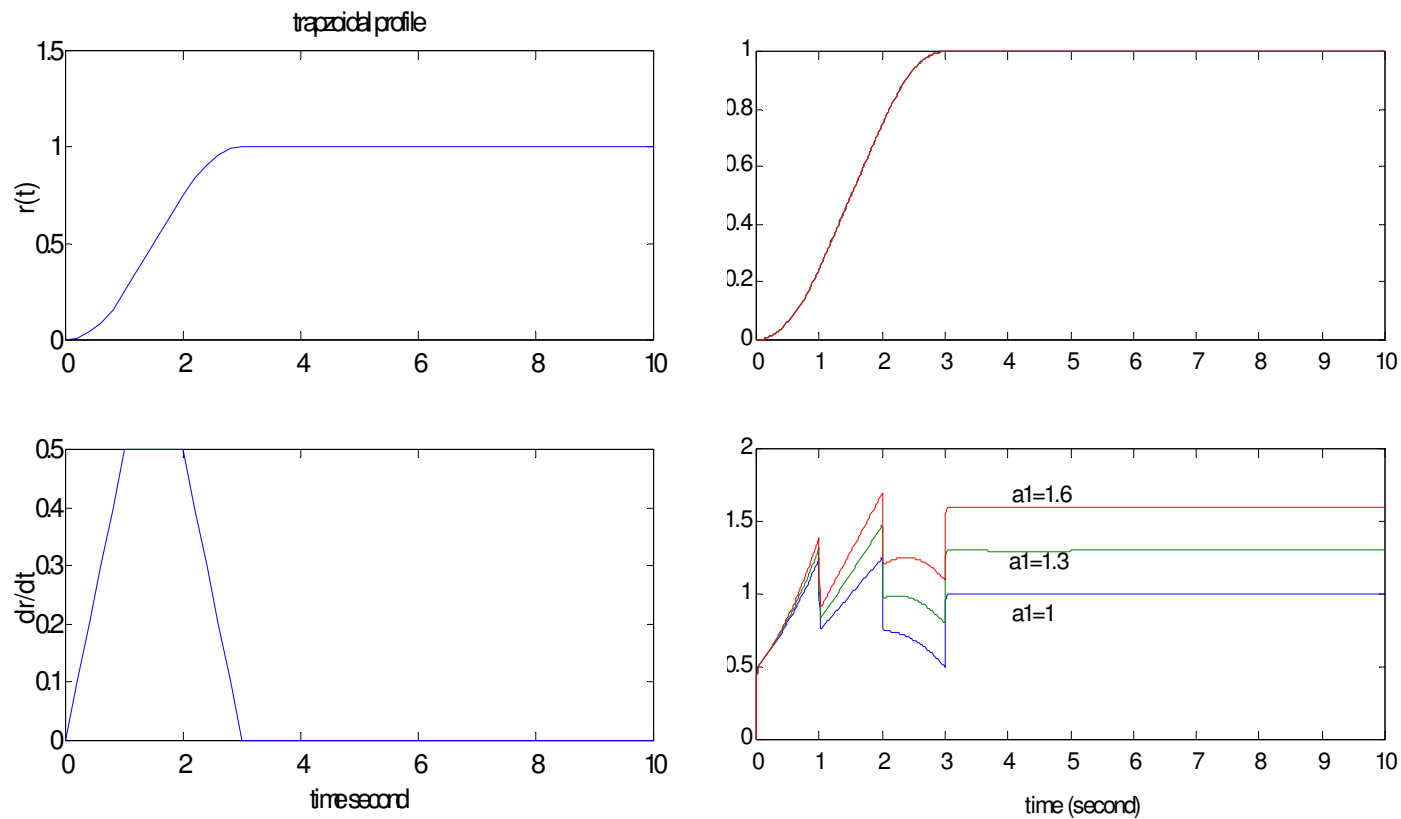 trapzoidal profile
1.5
1
0.5
0
r(t)
0 2 4 6 8 10
1
0.8
0.6
0.4
0.2
0
0 1 2 3 4 5 6 7 8 9 10
0.5
0.4
0.3
0.2
0.1
0
dr/dt
0 2 4 6 8 10
time second
2
1.5
1
0.5
0
a1=1.6
a1=1.3
a1=1
0 1 2 3 4 5 6 7 8 9 10
time (second)